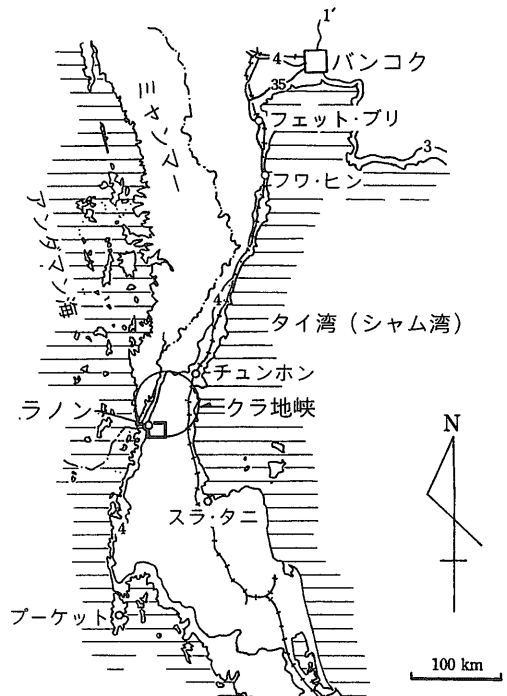 1′
4
バンコク
35
フェット・ブリ
3
ミャンマー
フワ・ヒン
アンダマン海
4
タイ湾（シャム湾）
チュンホン
ラノン
クラ地峡
N
スラ・タニ
4
プーケット
100 km